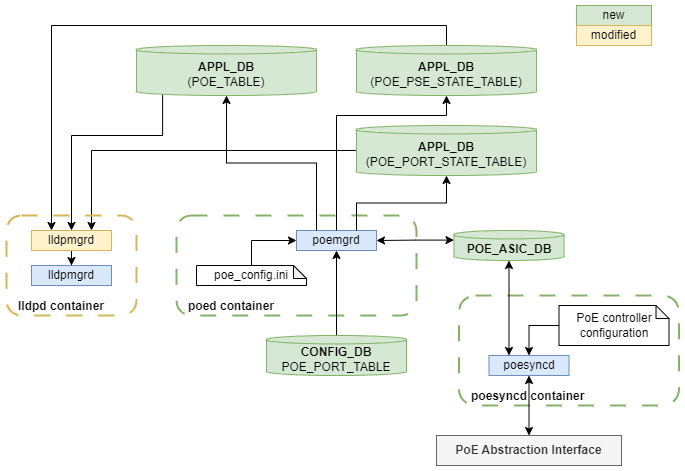 new
modified
APPL_DB
(POE_TABLE)
APPL_DB
(POE_PSE_STATE_TABLE)
APPL_DB
(POE_PORT_STATE_TABLE)
lldpmgrd
lldpmgrd
lldpd container
poemgrd
poe_config.ini
poed container
POE_ASIC_DB
CONFIG_DB
POE_PORT_TABLE
PoE controller
configuration
poesyncd
poesyncd container
PoE Abstraction Interface